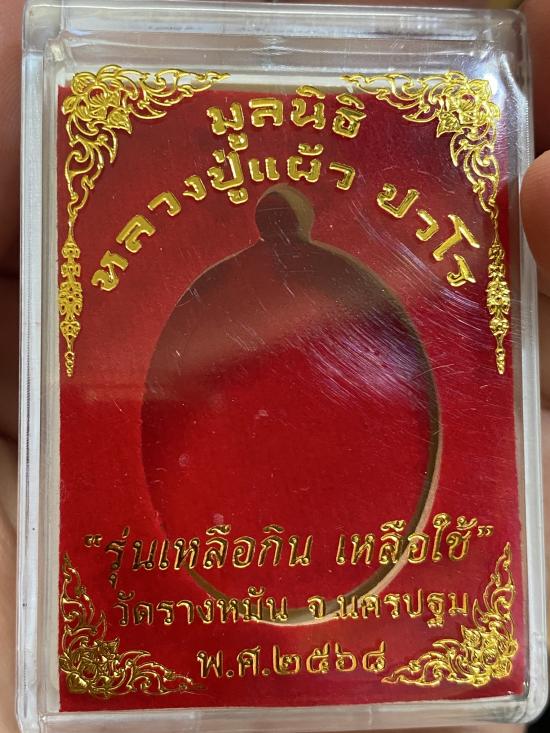 มูลนิธิ
หลวงปู่แผ้ว ปวโร
“รุ่นเหลือกิน เหลือใช้”
วัดรางหมัน จ.นครปฐม
พ.ศ.๒๕๖๘